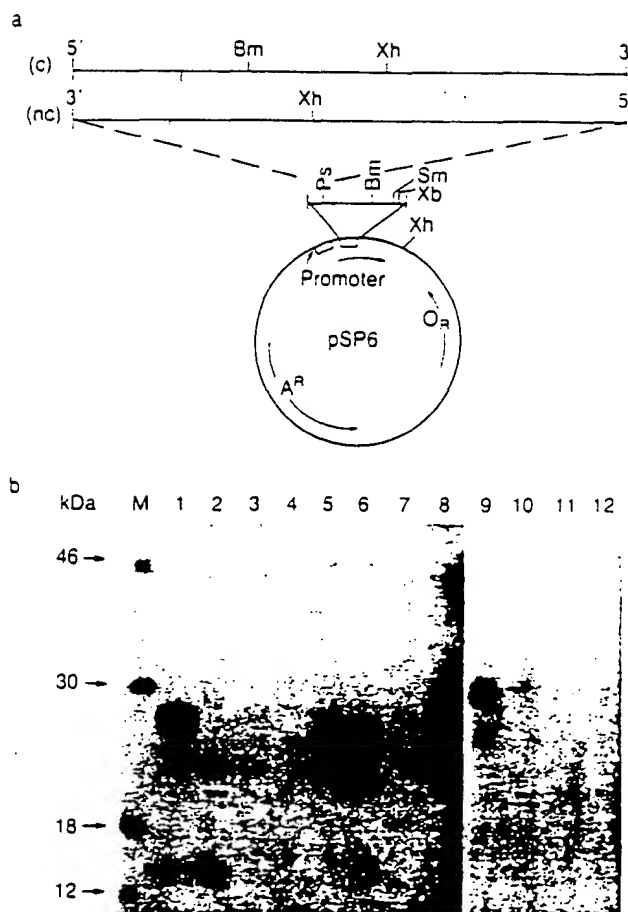 a
5' Bm Xh 3'
(c)
3' Xh 5'
(nc)
Ps Bm Sm
Xb
Xh
Promoter
pSP6
O_R
A^R
b
kDa M 1 2 3 4 5 6 7 8 9 10 11 12
46
30
18
12